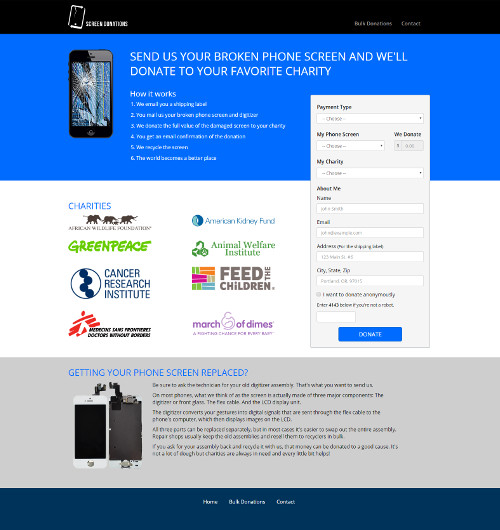 SCREEN DONATIONS
Bulk Donations
Contact
SEND US YOUR BROKEN PHONE SCREEN AND WE'LL
DONATE TO YOUR FAVORITE CHARITY
How it works
1. We email you a shipping label
2. You mail us your broken phone screen and digitizer
3. We donate the full value of the damaged screen to your charity
4. You get an email confirmation of the donation
5. We recycle the screen
6. The world becomes a better place
Payment Type
-- Choose --
My Phone Screen
We Donate
-- Choose --
$
0.00
My Charity
-- Choose --
About Me
Name
John Smith
Email
john@example.com
Address (For the shipping label)
123 Main St. #5
City, State, Zip
Portland, OR 97015
I want to donate anonymously
Enter 4143 below if you're not a robot.
DONATE
CHARITIES
AFRICAN WILDLIFE FOUNDATION®
American Kidney Fund
GREENPEACE
Animal Welfare
Institute
CANCER
RESEARCH
INSTITUTE
FEED THE
CHILDREN®
MEDECINS SANS FRONTIERES
DOCTORS WITHOUT BORDERS
march of dimes®
A FIGHTING CHANCE FOR EVERY BABY™
GETTING YOUR PHONE SCREEN REPLACED?
Be sure to ask the technician for your old digitizer assembly. That's what you want to send us.
On most phones, what we think of as the screen is actually made of three major components: The
digitizer or front glass. The flex cable. And the LCD display unit.
The digitizer converts your gestures into digital signals that are sent through the flex cable to the
phone's computer, which then displays images on the LCD.
All three parts can be replaced separately, but in most cases it's easier to swap out the entire assembly.
Repair shops usually keep the old assemblies and resell them to recyclers in bulk.
If you ask for your assembly back and recycle it with us, that money can be donated to a good cause. It's
not a lot of dough but charities are always in need and every little bit helps!
Home
Bulk Donations
Contact